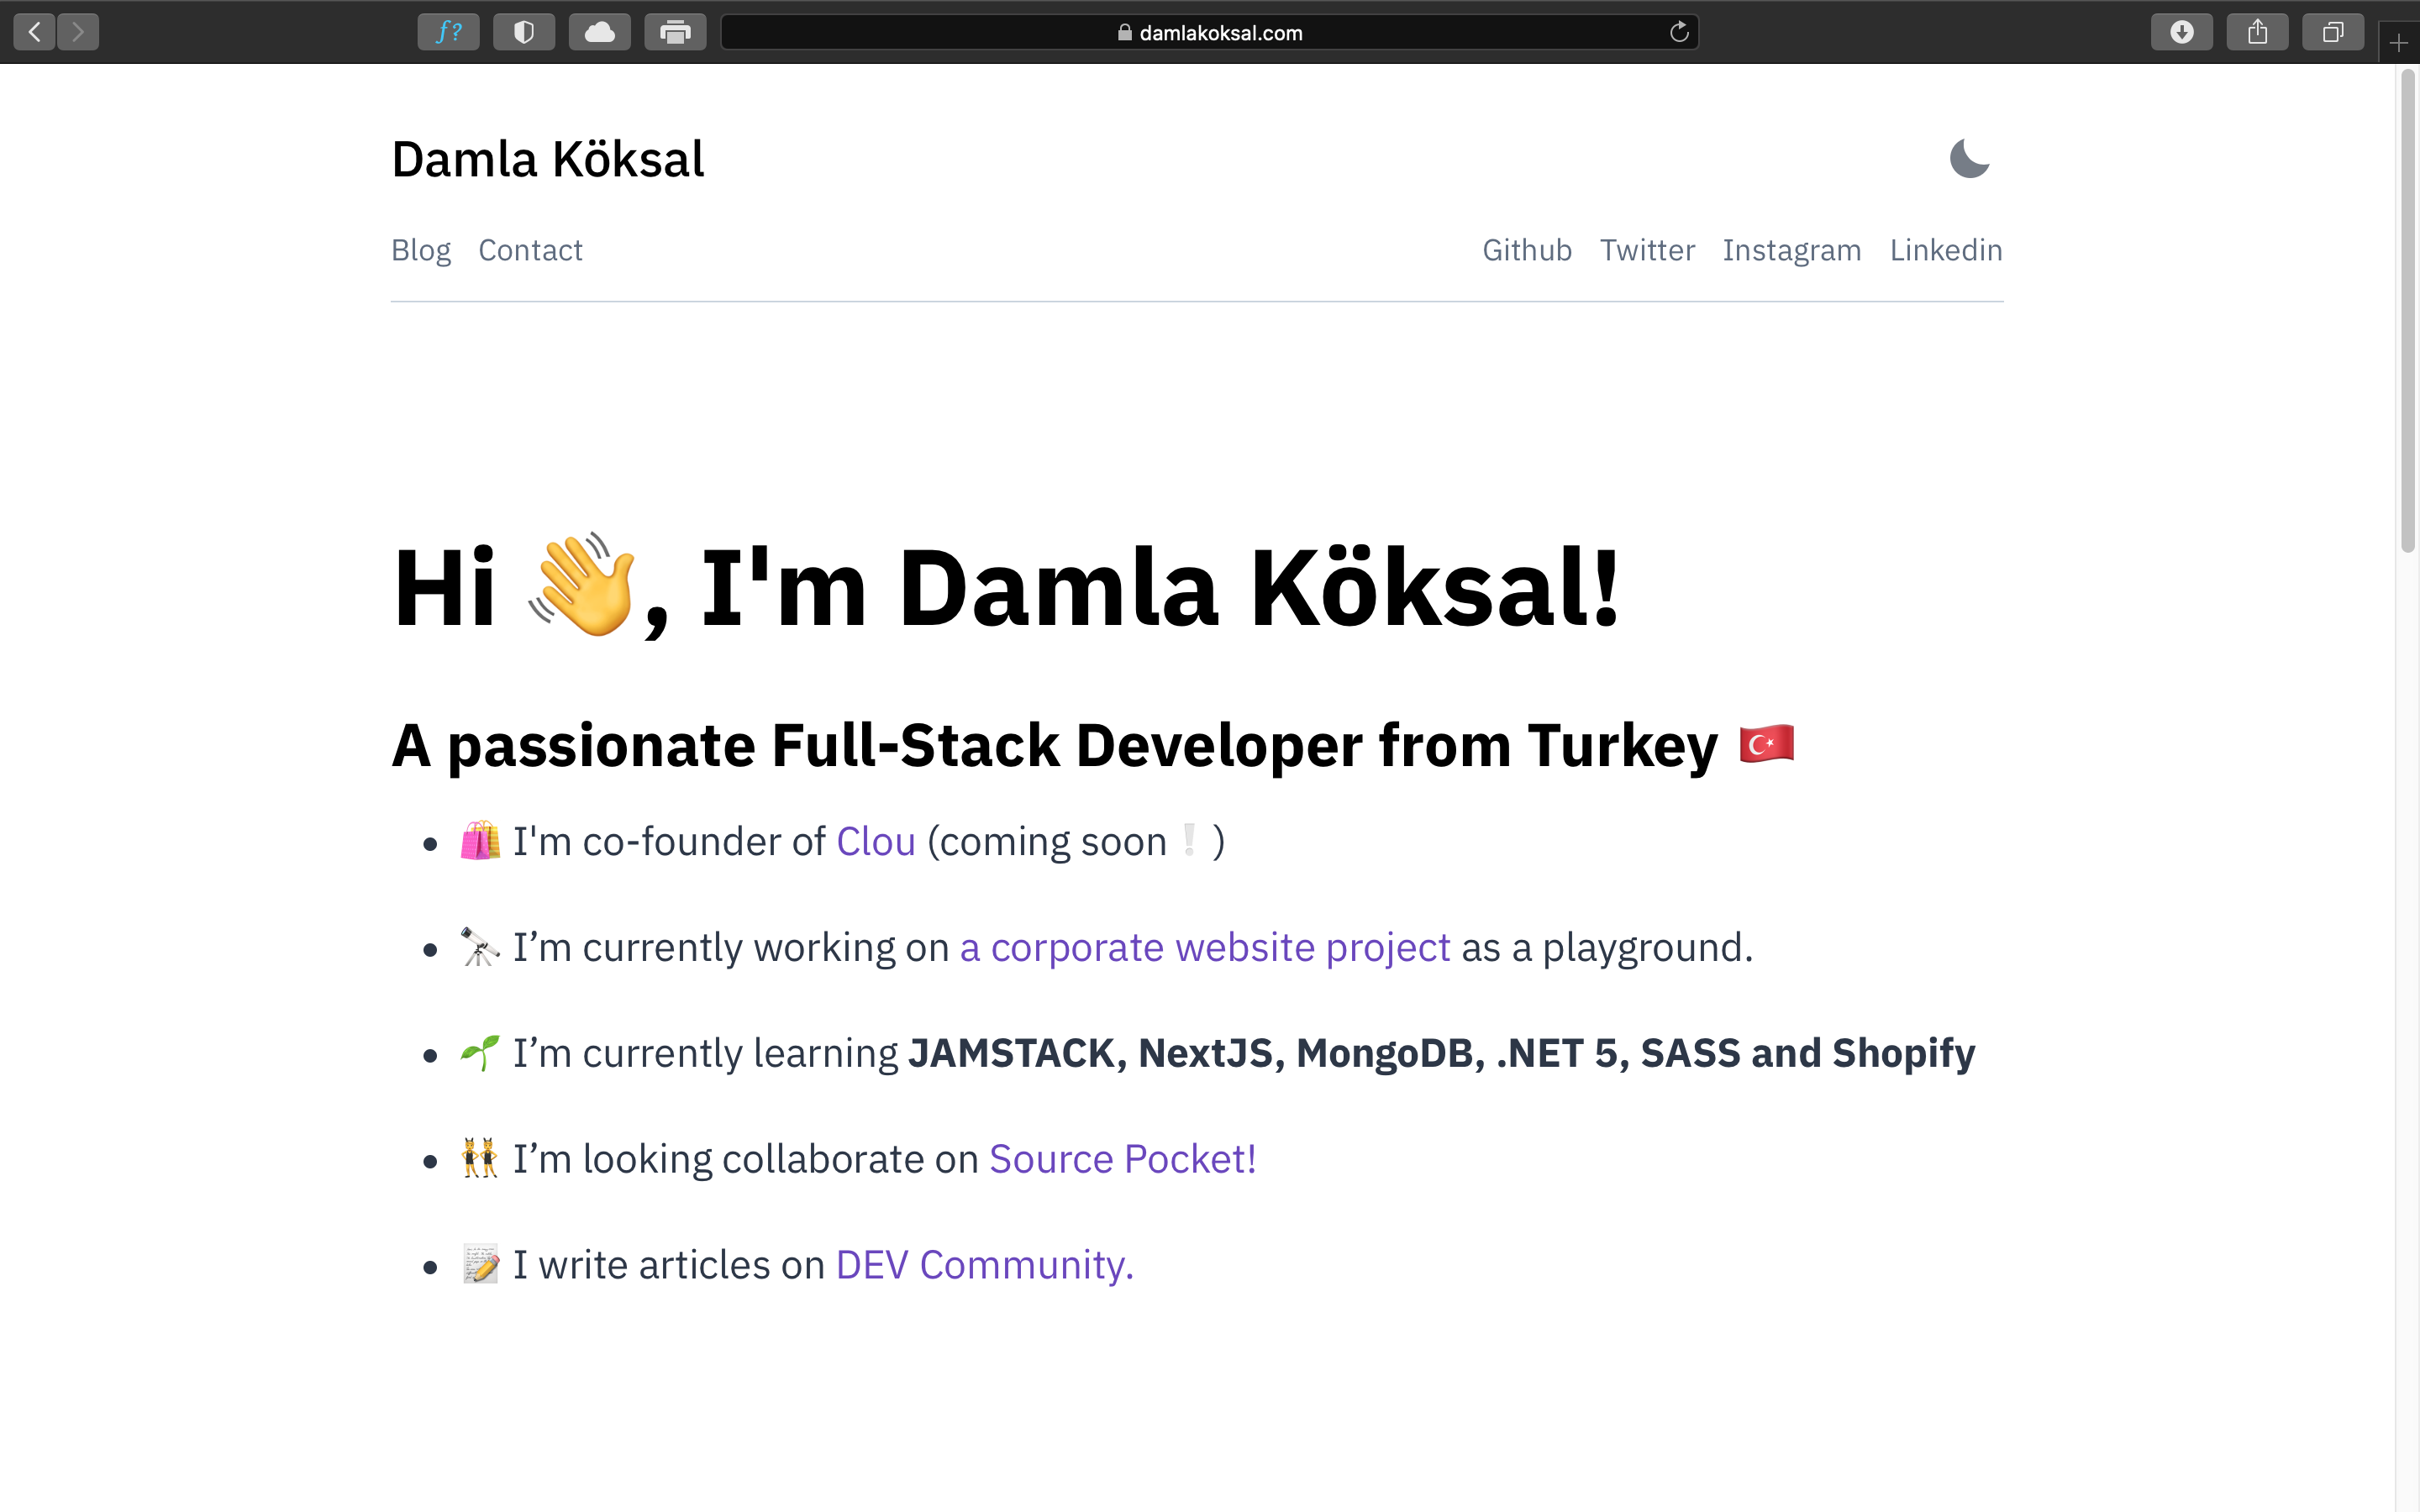 ƒ?
damlakoksal.com
Damla Köksal
Blog Contact Github Twitter Instagram Linkedin
Hi 👋, I'm Damla Köksal!
A passionate Full-Stack Developer from Turkey 🇹🇷
• 🛍 I'm co-founder of Clou (coming soon❕)
• 🔭 I’m currently working on a corporate website project as a playground.
• 🌱 I’m currently learning JAMSTACK, NextJS, MongoDB, .NET 5, SASS and Shopify
• 👯 I’m looking collaborate on Source Pocket!
• 📝 I write articles on DEV Community.